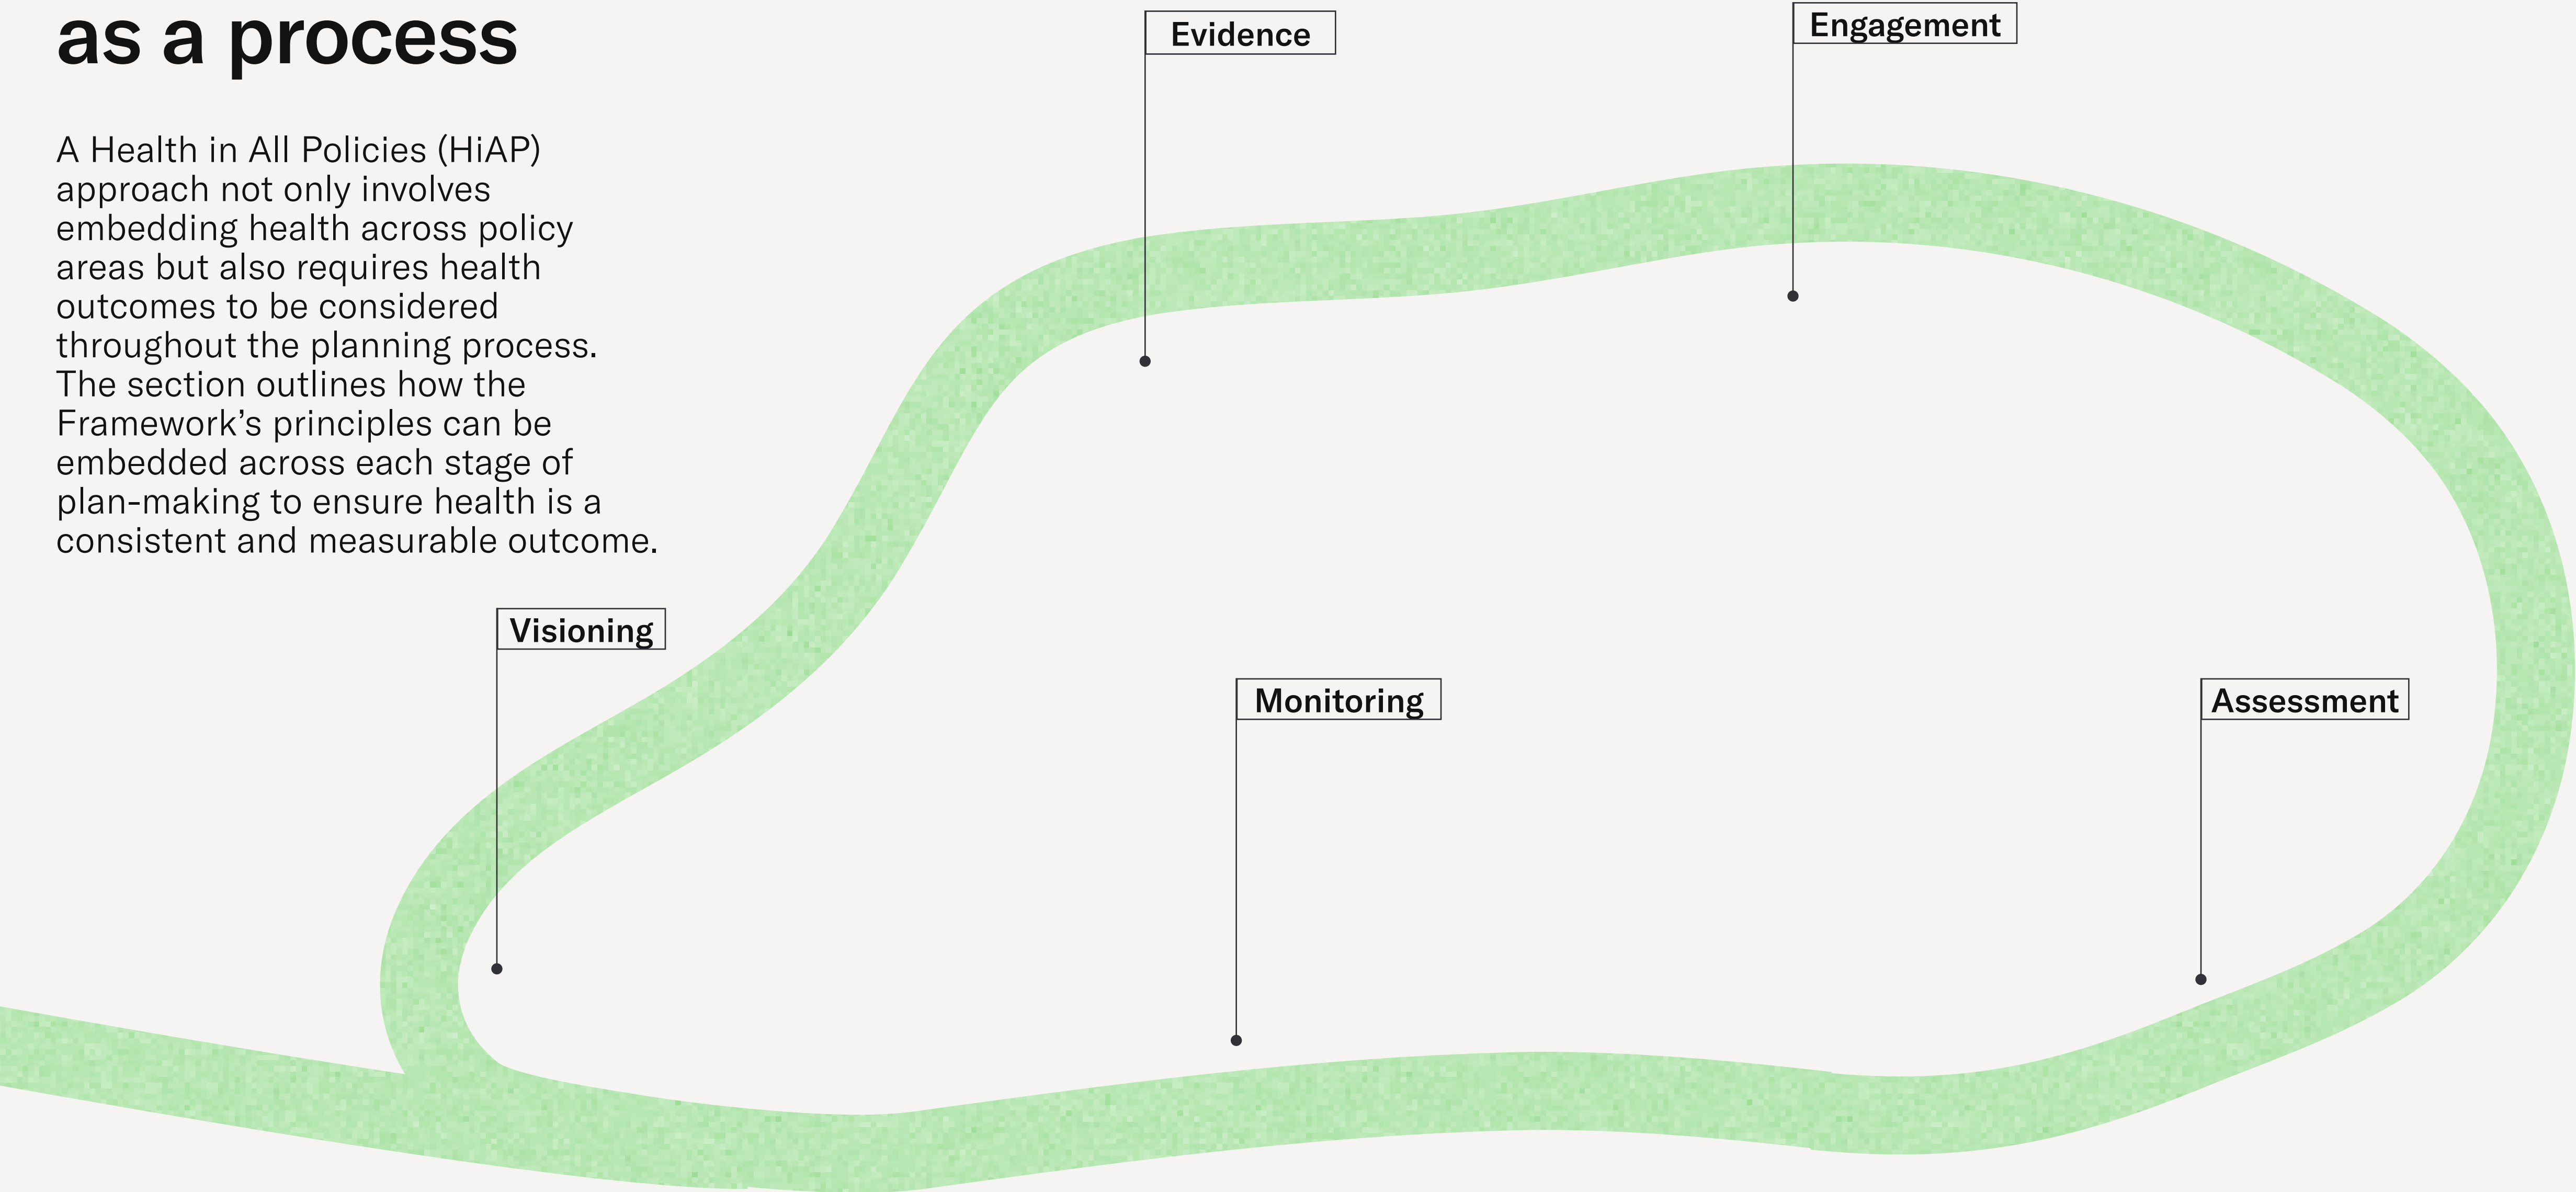 as a process
A Health in All Policies (HiAP)
approach not only involves
embedding health across policy
areas but also requires health
outcomes to be considered
throughout the planning process.
The section outlines how the
Framework’s principles can be
embedded across each stage of
plan-making to ensure health is a
consistent and measurable outcome.
Evidence
Engagement
Visioning
Monitoring
Assessment